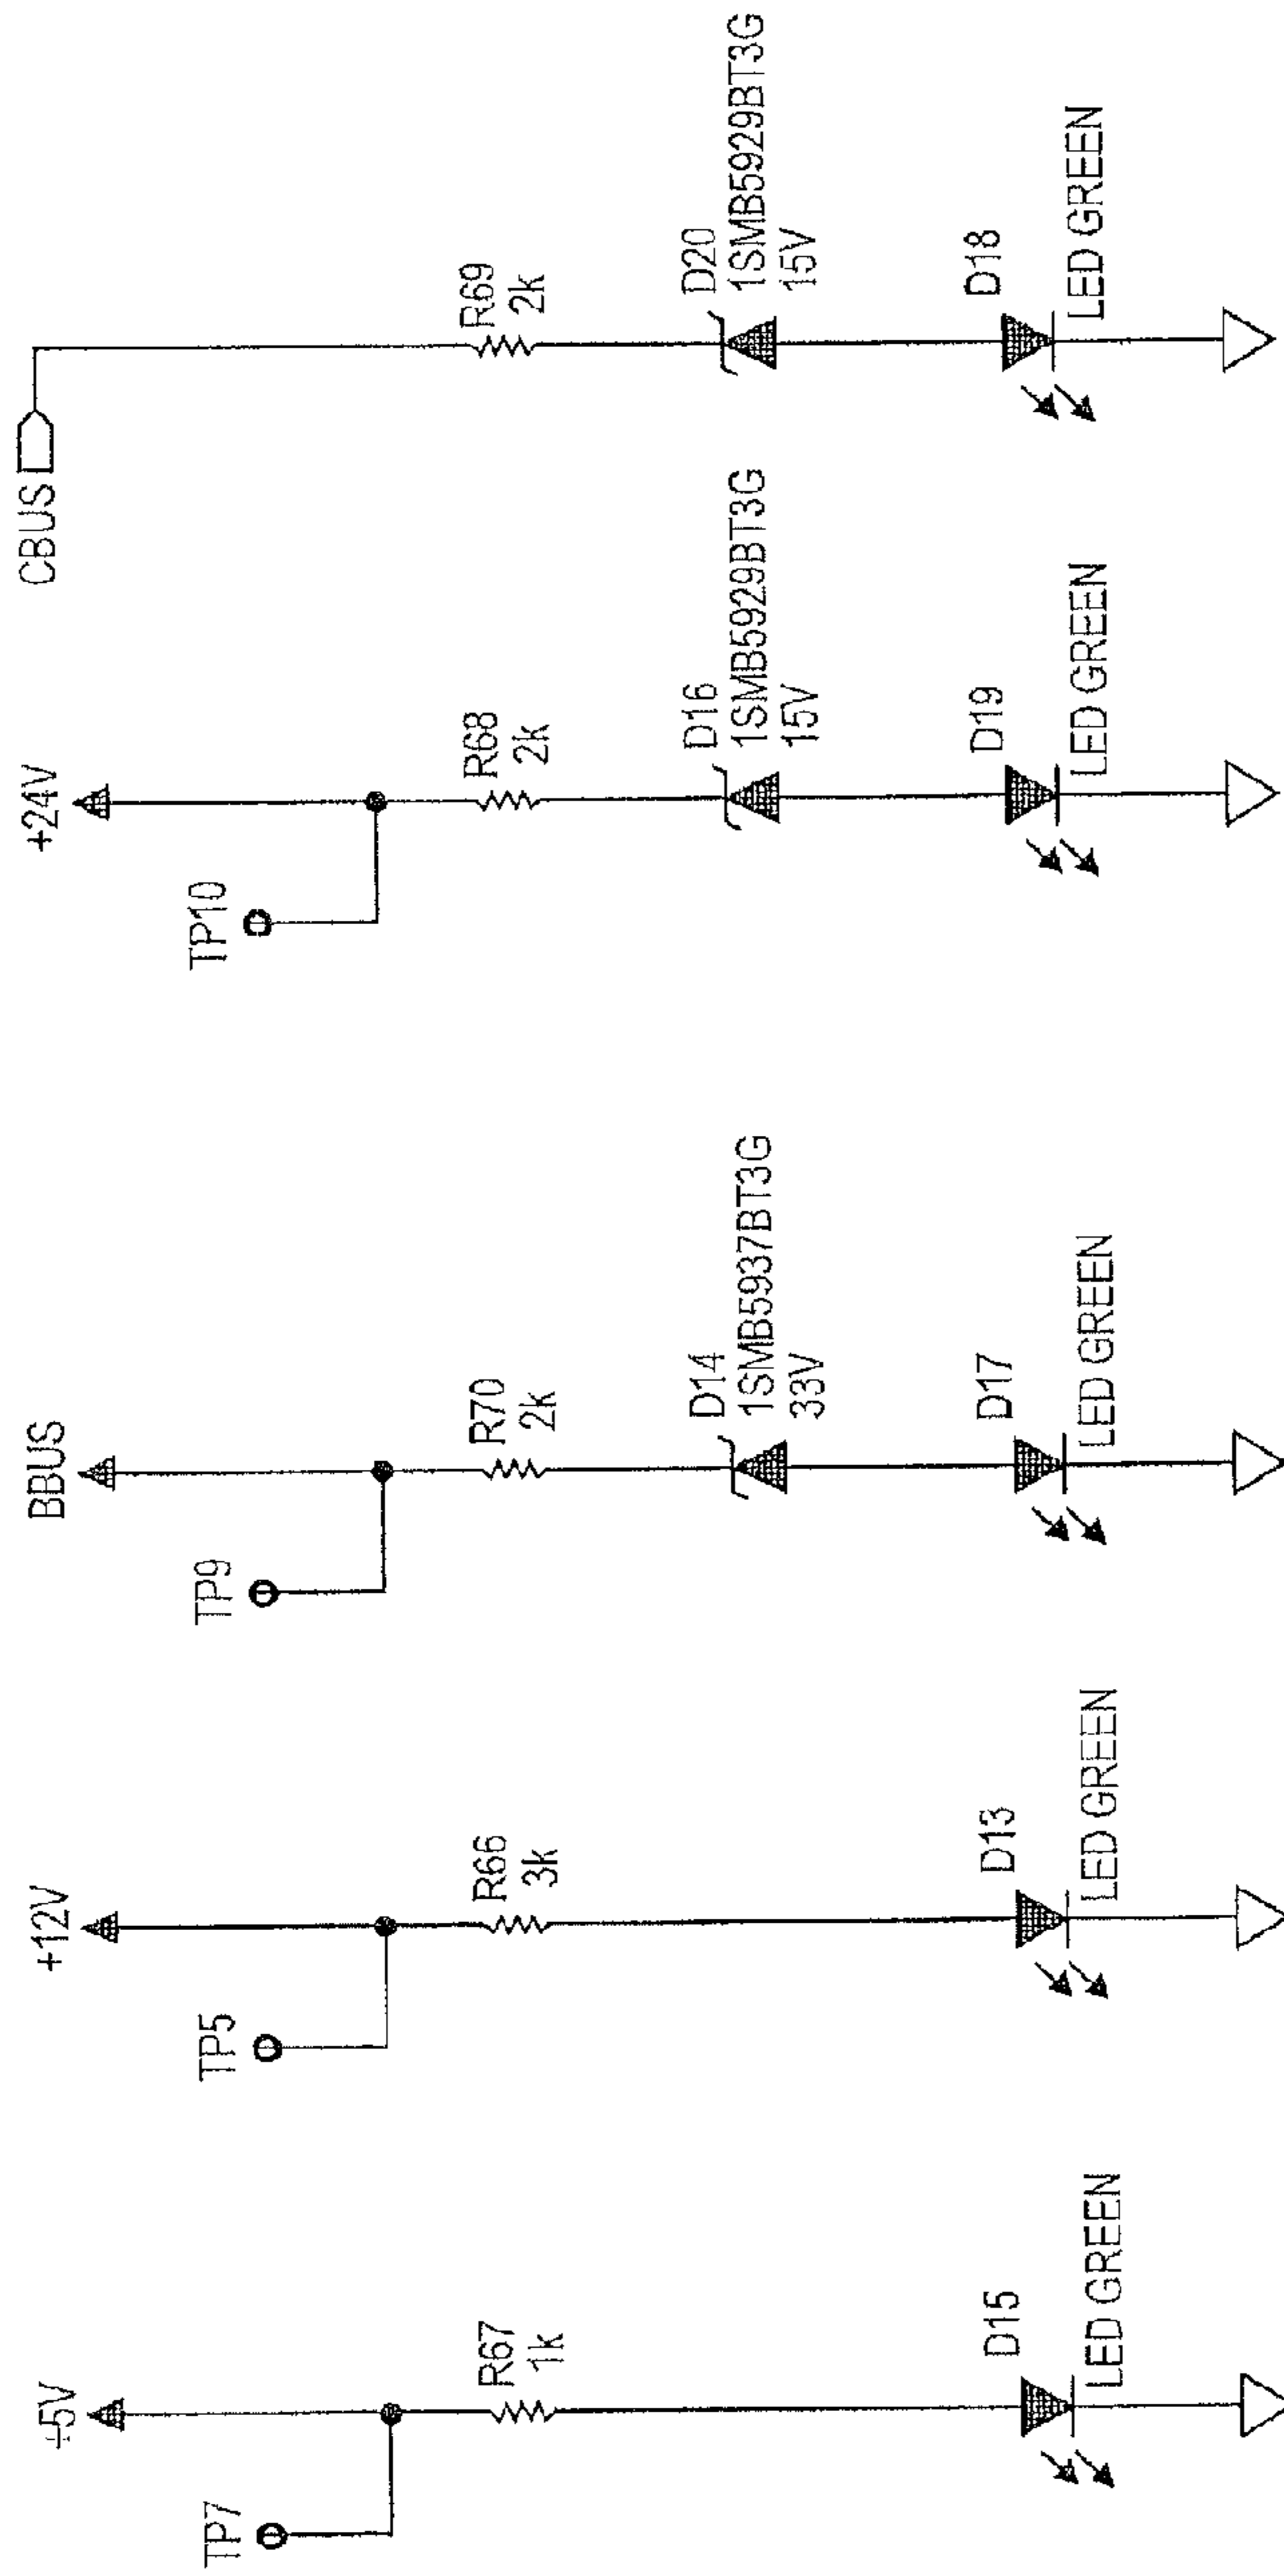 +5V
TP7
R67
1k
D15
LED GREEN
+12V
TP5
R66
3k
D13
LED GREEN
BBUS
TP9
R70
2k
D14
1SMB5937BT3G
33V
D17
LED GREEN
+24V
TP10
R68
2k
D16
1SMB5929BT3G
15V
D19
LED GREEN
CBUS
R69
2k
D20
1SMB5929BT3G
15V
D18
LED GREEN